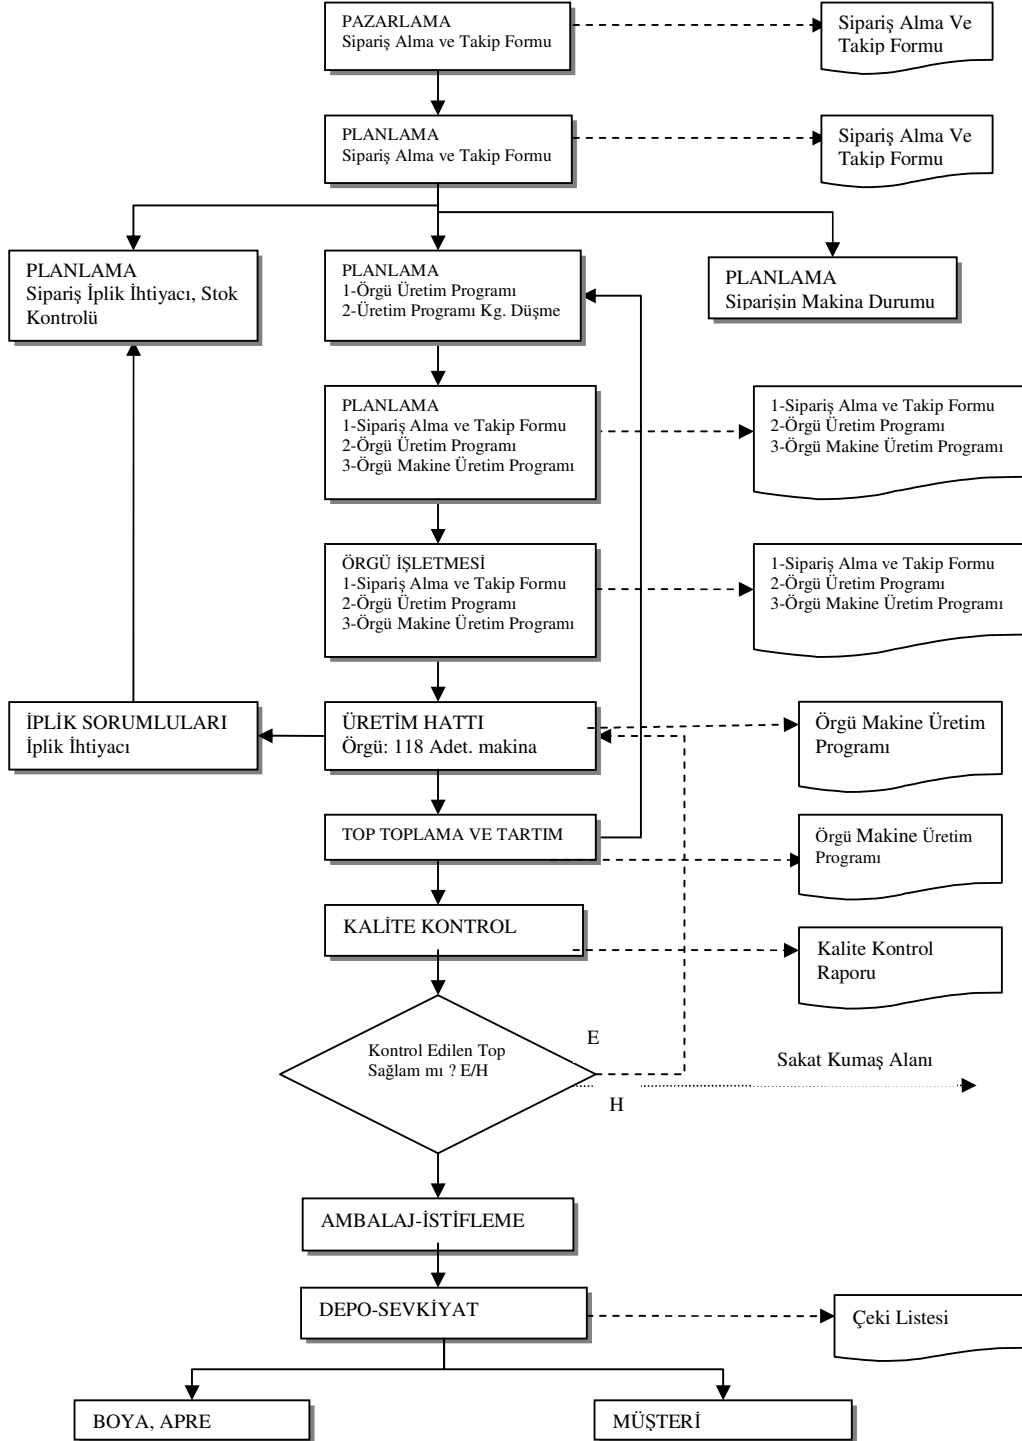 PAZARLAMA
Sipariş Alma ve Takip Formu
Sipariş Alma Ve
Takip Formu
PLANLAMA
Sipariş Alma ve Takip Formu
Sipariş Alma Ve
Takip Formu
PLANLAMA
Sipariş İplik İhtiyacı, Stok
Kontrolü
PLANLAMA
1-Örgü Üretim Programı
2-Üretim Programı Kg. Düşme
PLANLAMA
Siparişin Makina Durumu
PLANLAMA
1-Sipariş Alma ve Takip Formu
2-Örgü Üretim Programı
3-Örgü Makine Üretim Programı
1-Sipariş Alma ve Takip Formu
2-Örgü Üretim Programı
3-Örgü Makine Üretim Programı
ÖRGÜ İŞLETMESİ
1-Sipariş Alma ve Takip Formu
2-Örgü Üretim Programı
3-Örgü Makine Üretim Programı
1-Sipariş Alma ve Takip Formu
2-Örgü Üretim Programı
3-Örgü Makine Üretim Programı
İPLİK SORUMLULARI
İplik İhtiyacı
ÜRETİM HATTI
Örgü: 118 Adet. makina
Örgü Makine Üretim
Programı
TOP TOPLAMA VE TARTIM
Örgü Makine Üretim
Programı
KALİTE KONTROL
Kalite Kontrol
Raporu
Kontrol Edilen Top
Sağlam mı ? E/H
E
Sakat Kumaş Alanı
H
AMBALAJ-İSTİFLEME
DEPO-SEVKİYAT
Çeki Listesi
BOYA, APRE
MÜŞTERİ